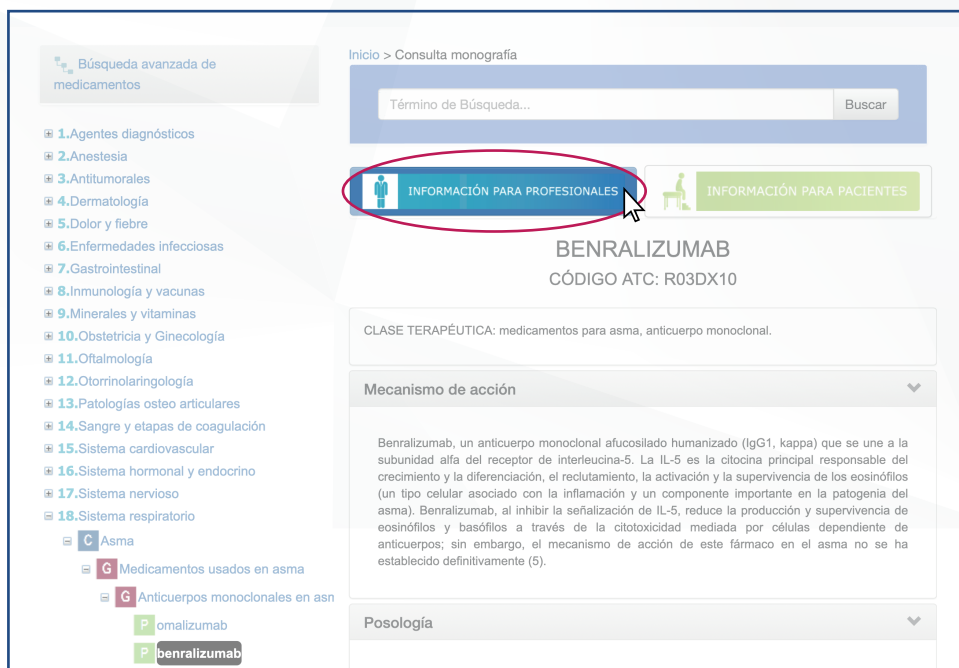 Búsqueda avanzada de
medicamentos
1.Agentes diagnósticos
2.Anestesia
3.Antitumorales
4.Dermatología
5.Dolor y fiebre
6.Enfermedades infecciosas
7.Gastrointestinal
8.Inmunología y vacunas
9.Minerales y vitaminas
10.Obstetricia y Ginecología
11.Oftalmología
12.Otorrinolaringología
13.Patologías osteo articulares
14.Sangre y etapas de coagulación
15.Sistema cardiovascular
16.Sistema hormonal y endocrino
17.Sistema nervioso
18.Sistema respiratorio
C Asma
G Medicamentos usados en asma
G Anticuerpos monoclonales en asm
P omalizumab
P benralizumab
Inicio > Consulta monografía
Término de Búsqueda... Buscar
INFORMACIÓN PARA PROFESIONALES INFORMACIÓN PARA PACIENTES
BENRALIZUMAB
CÓDIGO ATC: R03DX10
CLASE TERAPÉUTICA: medicamentos para asma, anticuerpo monoclonal.
Mecanismo de acción
Benralizumab, un anticuerpo monoclonal afucosilado humanizado (IgG1, kappa) que se une a la
subunidad alfa del receptor de interleucina-5. La IL-5 es la citocina principal responsable del
crecimiento y la diferenciación, el reclutamiento, la activación y la supervivencia de los eosinófilos
(un tipo celular asociado con la inflamación y un componente importante en la patogenia del
asma). Benralizumab, al inhibir la señalización de IL-5, reduce la producción y supervivencia de
eosinófilos y basófilos a través de la citotoxicidad mediada por células dependiente de
anticuerpos; sin embargo, el mecanismo de acción de este fármaco en el asma no se ha
establecido definitivamente (5).
Posología